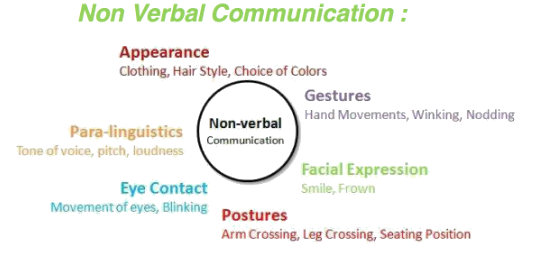 Non Verbal Communication :
Appearance
Clothing, Hair Style, Choice of Colors
Gestures
Hand Movements, Winking, Nodding
Non-verbal
Communication
Para-linguistics
Tone of voice, pitch, loudness
Facial Expression
Smile, Frown
Eye Contact
Movement of eyes, Blinking
Postures
Arm Crossing, Leg Crossing, Seating Position